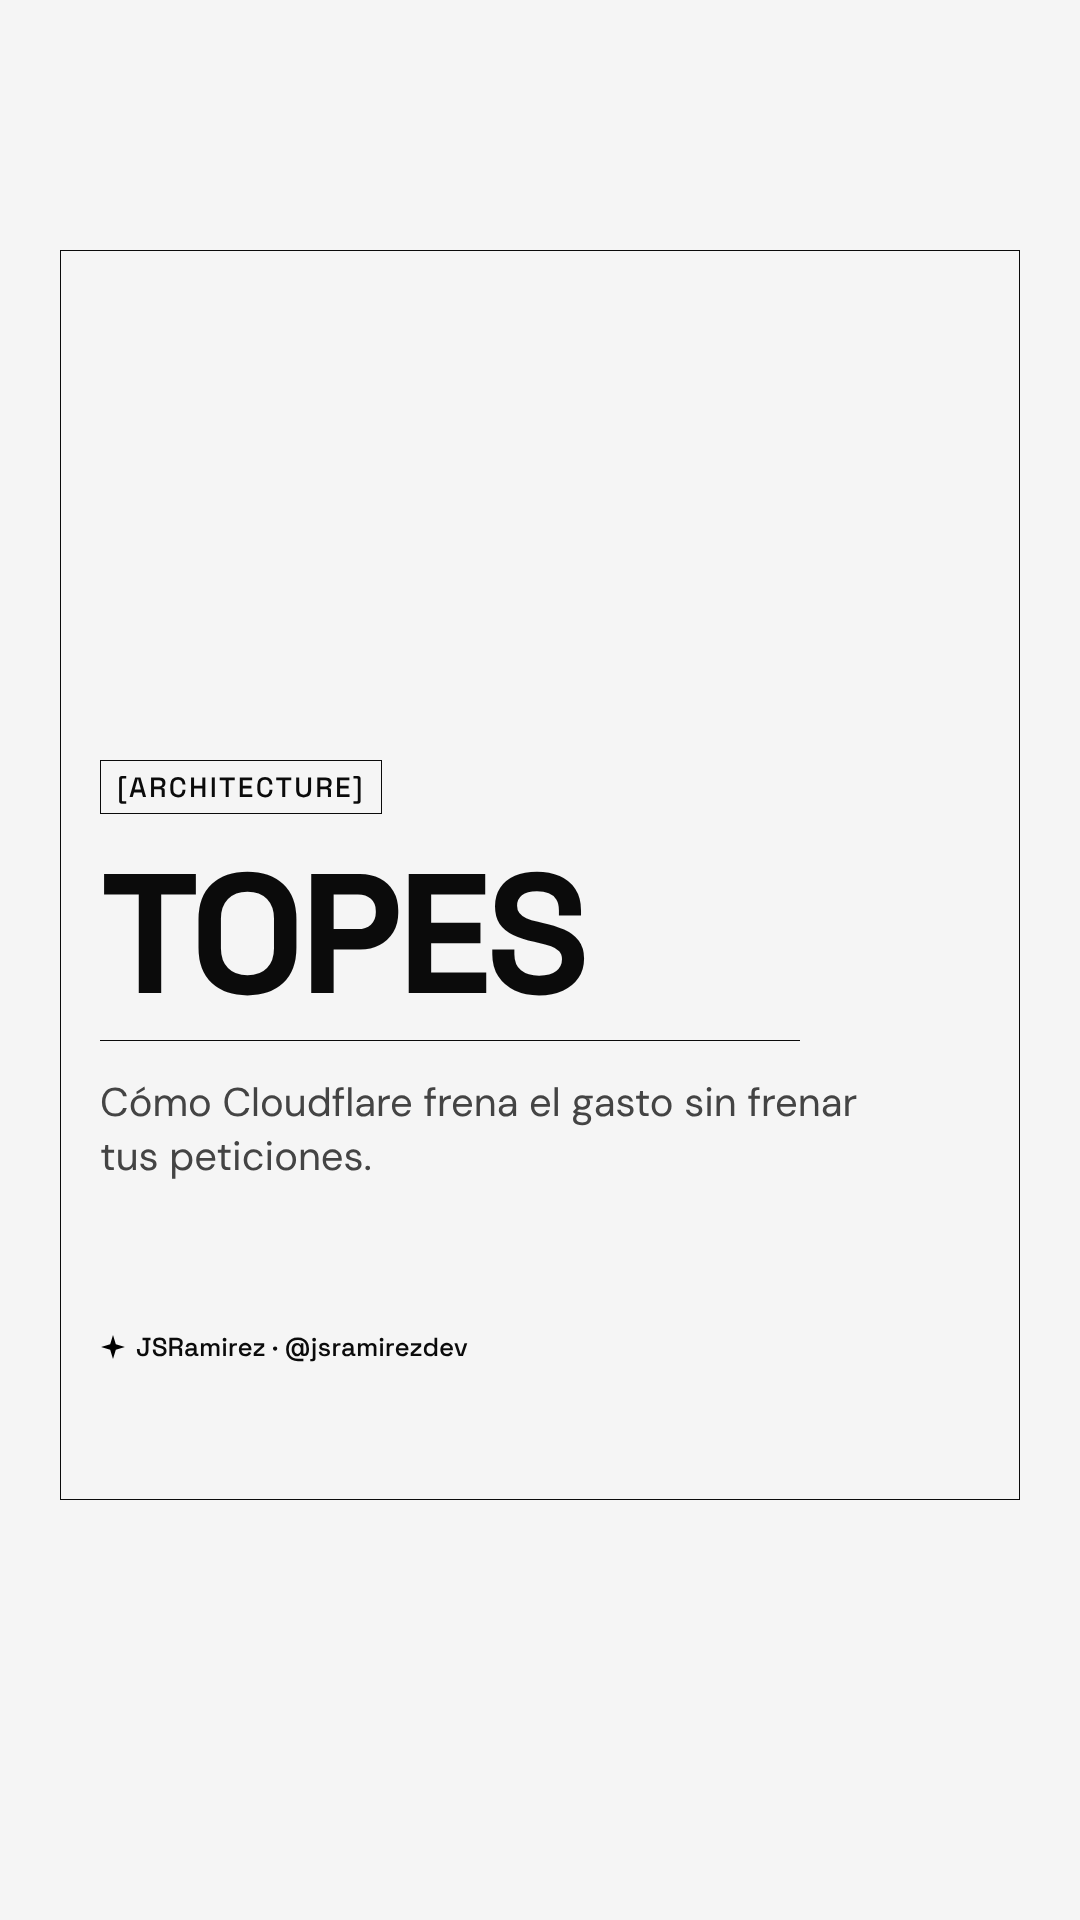 [ARCHITECTURE]
TOPES
Cómo Cloudflare frena el gasto sin frenar
tus peticiones.
JSRamirez · @jsramirezdev